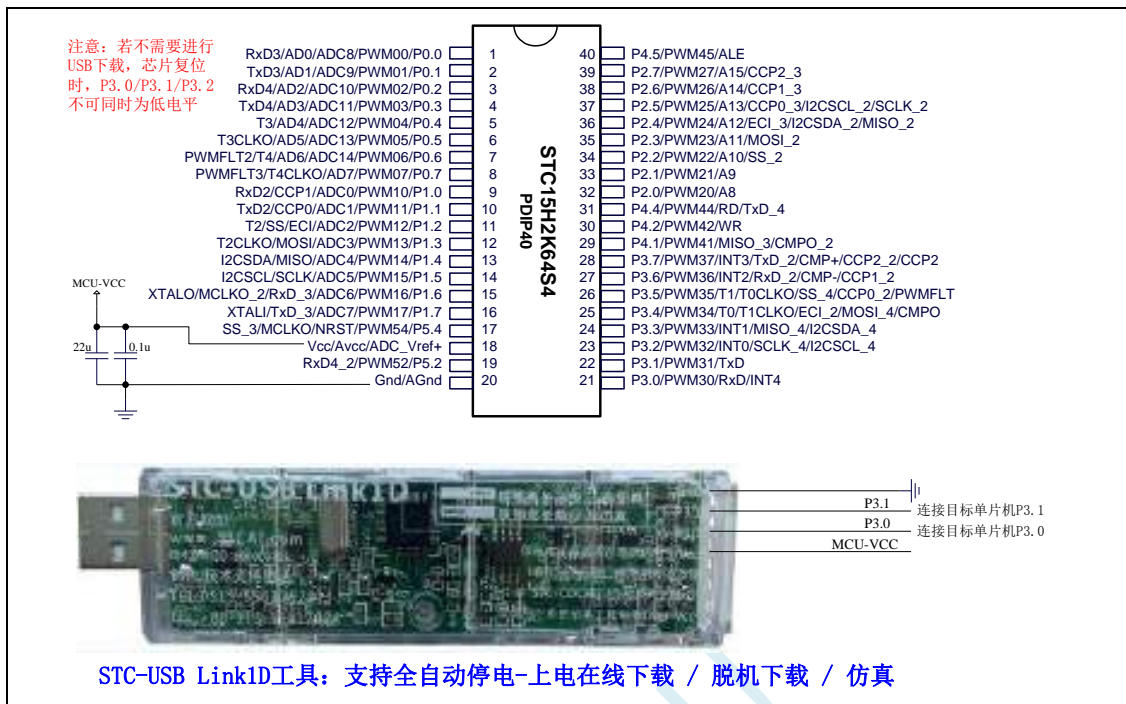 注意：若不需要进行
USB下载，芯片复位
时，P3.0/P3.1/P3.2
不可同时为低电平
RxD3/AD0/ADC8/PWM00/P0.0 1
TxD3/AD1/ADC9/PWM01/P0.1 2
RxD4/AD2/ADC10/PWM02/P0.2 3
TxD4/AD3/ADC11/PWM03/P0.3 4
T3/AD4/ADC12/PWM04/P0.4 5
T3CLKO/AD5/ADC13/PWM05/P0.5 6
PWMFLT2/T4/AD6/ADC14/PWM06/P0.6 7
PWMFLT3/T4CLKO/AD7/PWM07/P0.7 8
RxD2/CCP1/ADC0/PWM10/P1.0 9
TxD2/CCP0/ADC1/PWM11/P1.1 10
T2/SS/ECI/ADC2/PWM12/P1.2 11
T2CLKO/MOSI/ADC3/PWM13/P1.3 12
I2CSDA/MISO/ADC4/PWM14/P1.4 13
I2CSCL/SCLK/ADC5/PWM15/P1.5 14
XTALO/MCLKO_2/RxD_3/ADC6/PWM16/P1.6 15
XTALI/TxD_3/ADC7/PWM17/P1.7 16
SS_3/MCLKO/NRST/PWM54/P5.4 17
Vcc/Avcc/ADC_Vref+ 18
RxD4_2/PWM52/P5.2 19
Gnd/AGnd 20
STC15H2K64S4
PDIP40
40 P4.5/PWM45/ALE
39 P2.7/PWM27/A15/CCP2_3
38 P2.6/PWM26/A14/CCP1_3
37 P2.5/PWM25/A13/CCP0_3/I2CSCL_2/SCLK_2
36 P2.4/PWM24/A12/ECI_3/I2CSDA_2/MISO_2
35 P2.3/PWM23/A11/MOSI_2
34 P2.2/PWM22/A10/SS_2
33 P2.1/PWM21/A9
32 P2.0/PWM20/A8
31 P4.4/PWM44/RD/TxD_4
30 P4.2/PWM42/WR
29 P4.1/PWM41/MISO_3/CMPO_2
28 P3.7/PWM37/INT3/TxD_2/CMP+/CCP2_2/CCP2
27 P3.6/PWM36/INT2/RxD_2/CMP-/CCP1_2
26 P3.5/PWM35/T1/T0CLKO/SS_4/CCP0_2/PWMFLT
25 P3.4/PWM34/T0/T1CLKO/ECI_2/MOSI_4/CMPO
24 P3.3/PWM33/INT1/MISO_4/I2CSDA_4
23 P3.2/PWM32/INT0/SCLK_4/I2CSCL_4
22 P3.1/PWM31/TxD
21 P3.0/PWM30/RxD/INT4
MCU-VCC
22u 0.1u
STC-USB Link1D
P3.1 连接目标单片机P3.1
P3.0 连接目标单片机P3.0
MCU-VCC
STC-USB Link1D工具：支持全自动停电-上电在线下载 / 脱机下载 / 仿真